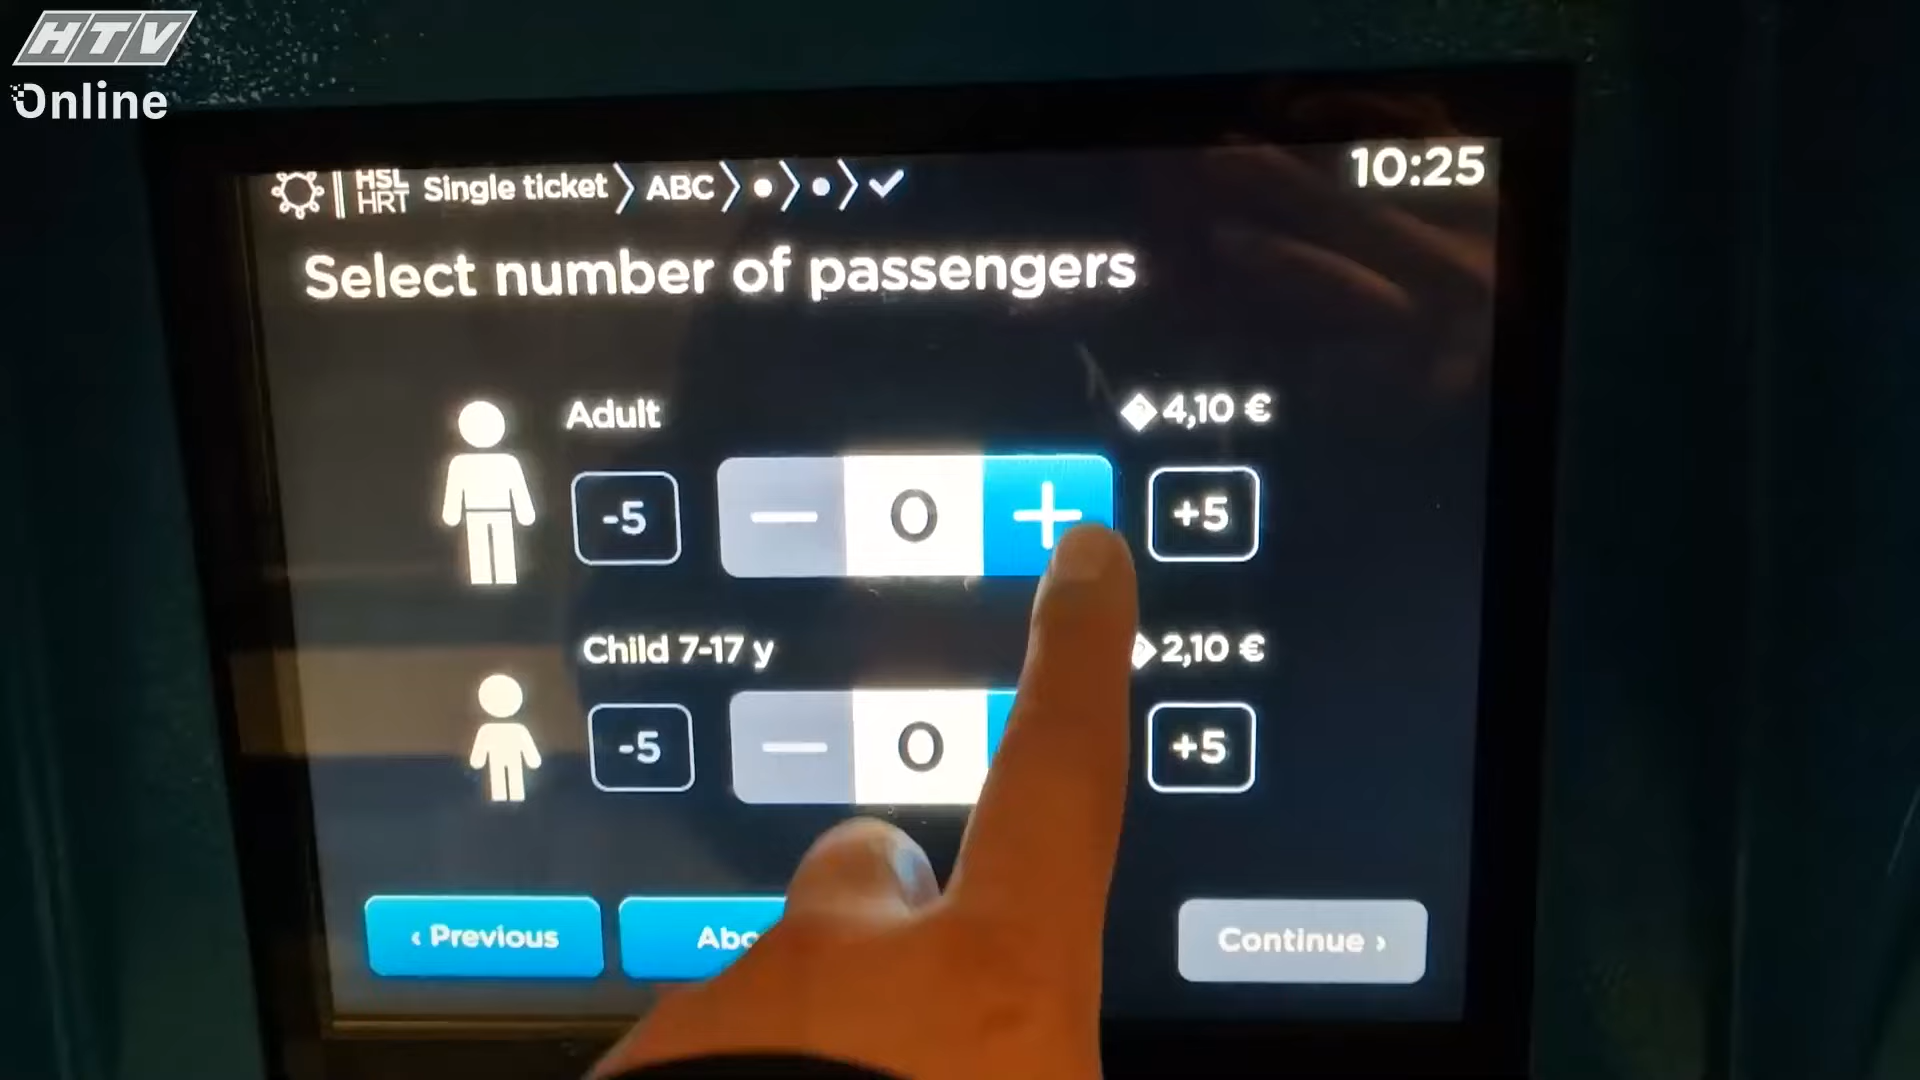 HTV
Online
HSL
HRT
Single ticket
ABC
10:25
Select number of passengers
Adult
4,10 €
-5
0
+5
Child 7-17 y
2,10 €
-5
0
+5
‹ Previous
Continue ›